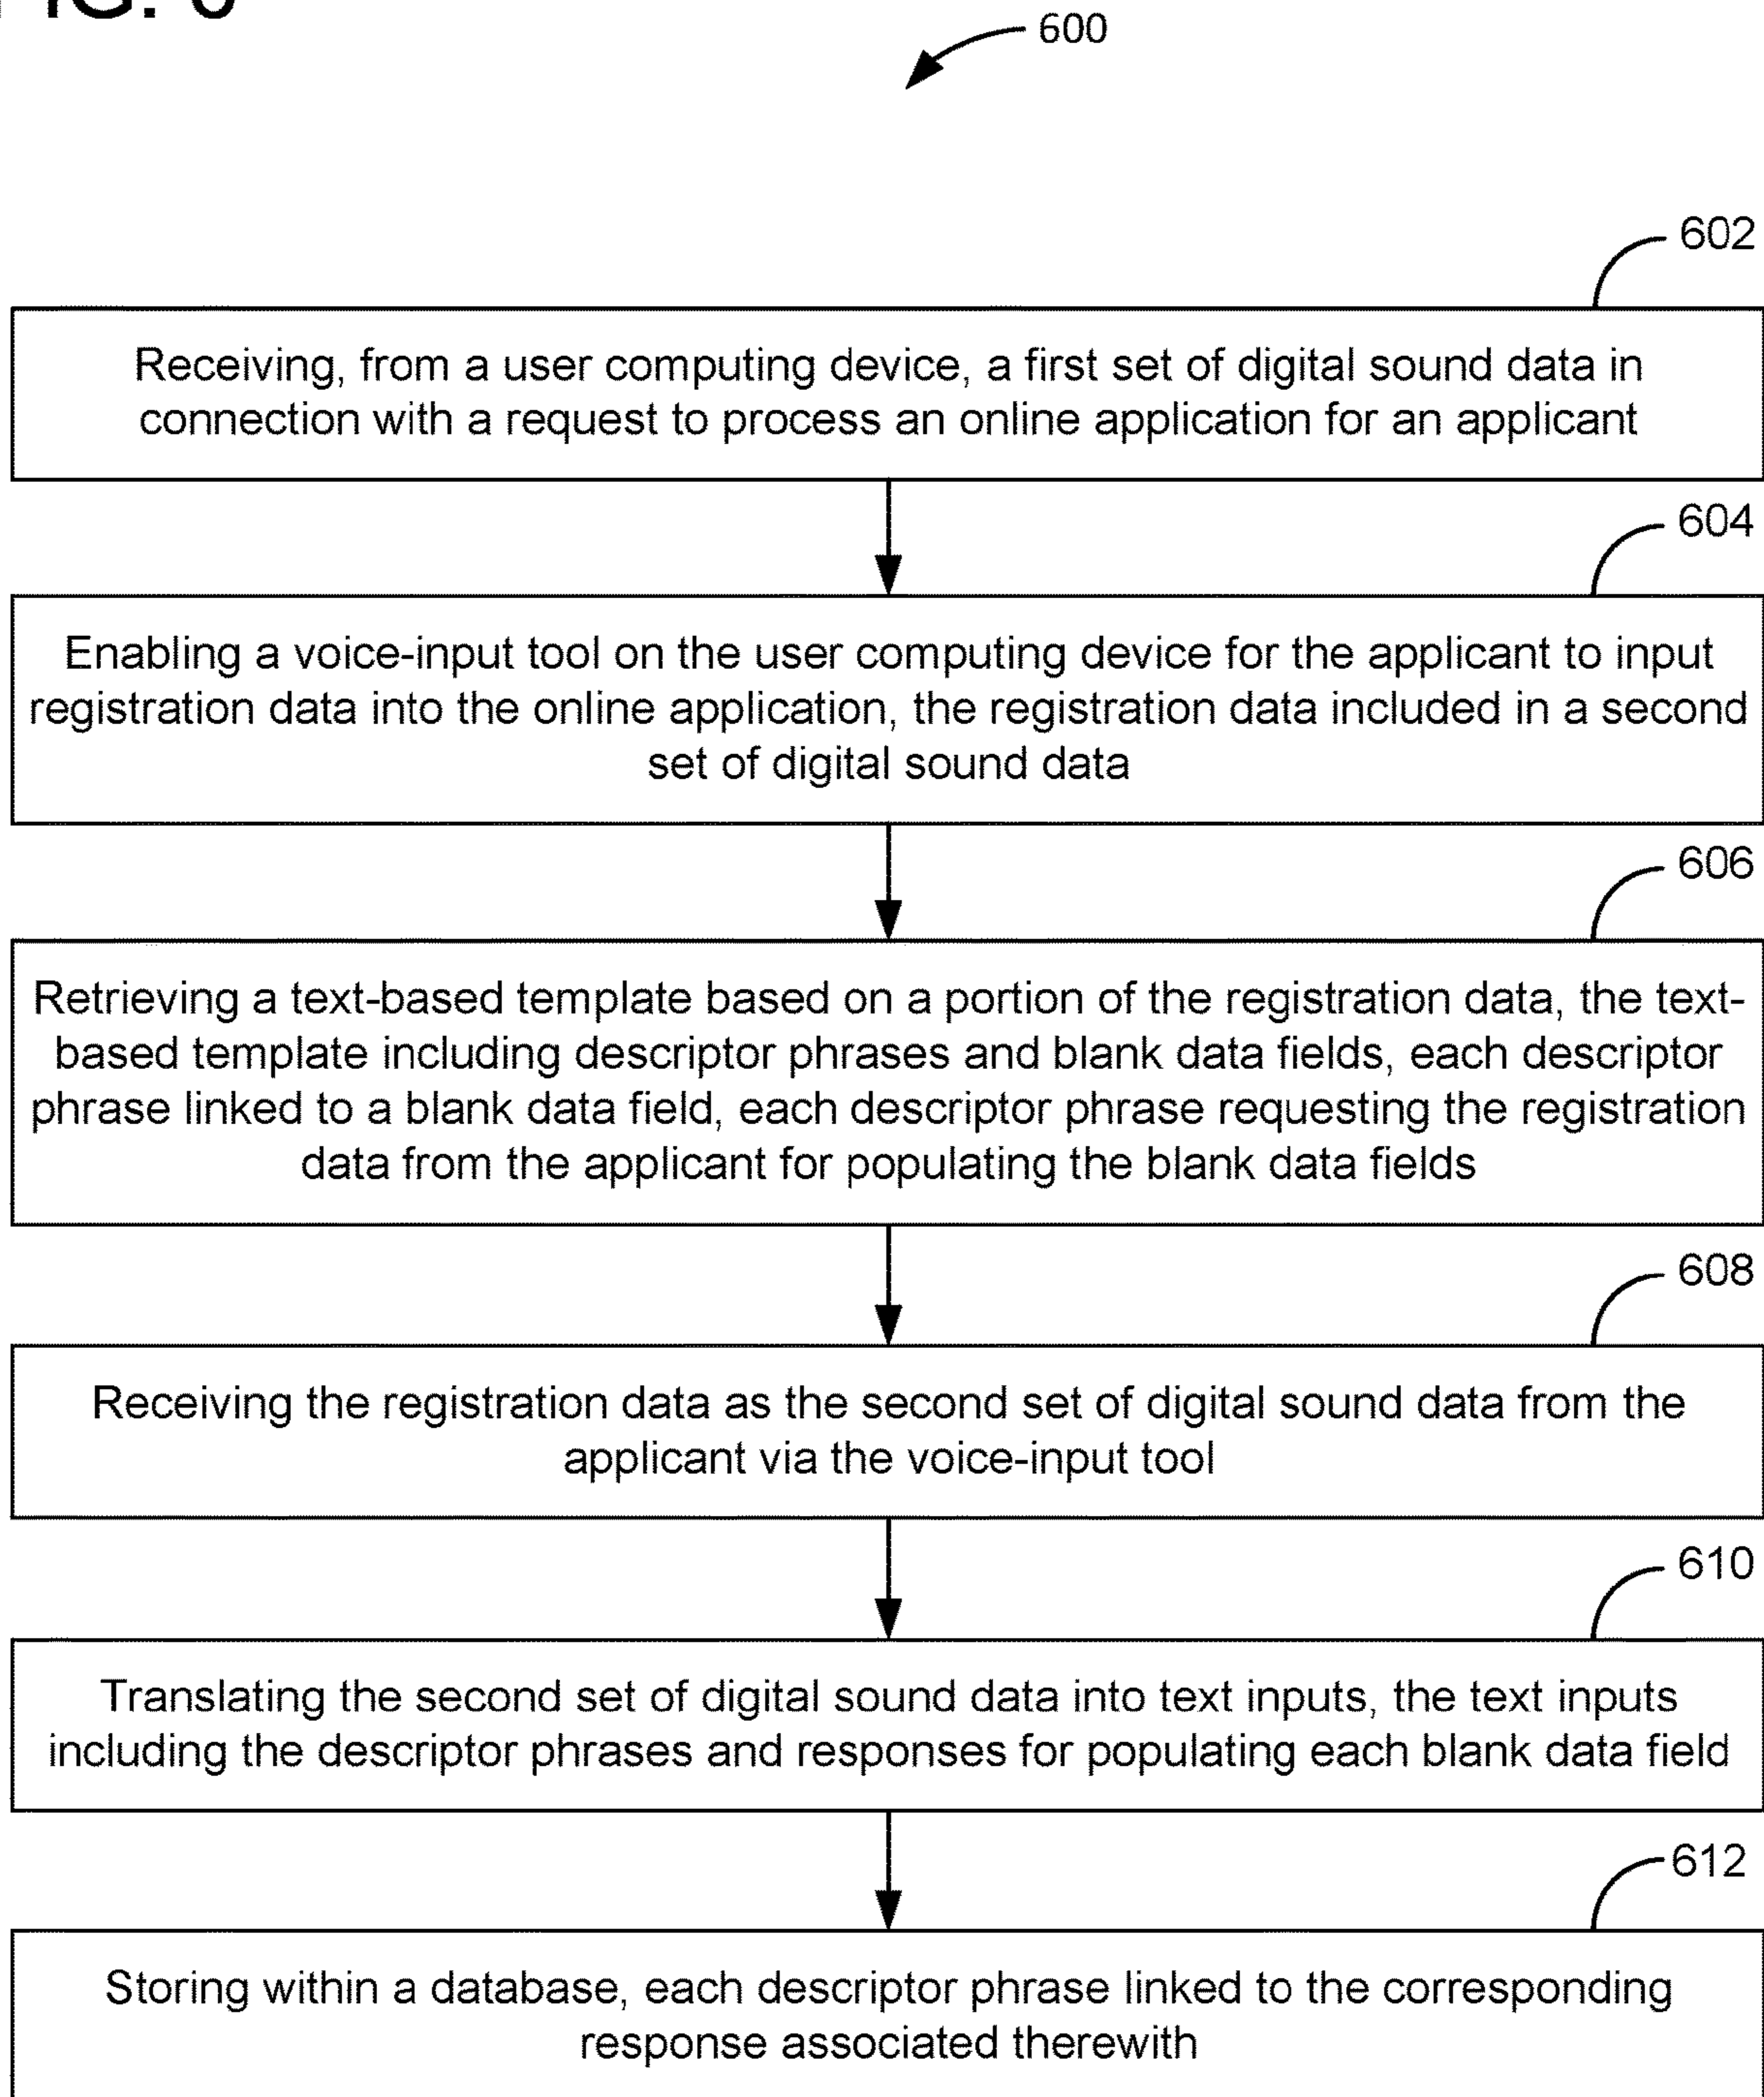 FIG. 6
600
602
Receiving, from a user computing device, a first set of digital sound data in
connection with a request to process an online application for an applicant
604
Enabling a voice-input tool on the user computing device for the applicant to input
registration data into the online application, the registration data included in a second
set of digital sound data
606
Retrieving a text-based template based on a portion of the registration data, the text-
based template including descriptor phrases and blank data fields, each descriptor
phrase linked to a blank data field, each descriptor phrase requesting the registration
data from the applicant for populating the blank data fields
608
Receiving the registration data as the second set of digital sound data from the
applicant via the voice-input tool
610
Translating the second set of digital sound data into text inputs, the text inputs
including the descriptor phrases and responses for populating each blank data field
612
Storing within a database, each descriptor phrase linked to the corresponding
response associated therewith